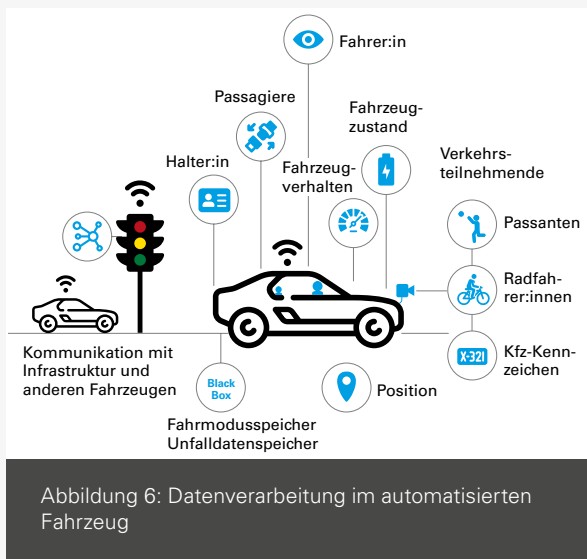 Fahrer:in
Passagiere
Fahrzeug-
zustand
Halter:in
Fahrzeug-
verhalten
Verkehrs-
teilnehmende
Passanten
Radfah-
rer:innen
X-321
Kfz-Kenn-
zeichen
Kommunikation mit
Infrastruktur und
anderen Fahrzeugen
Black
Box
Fahrmodusspeicher
Unfalldatenspeicher
Position
Abbildung 6: Datenverarbeitung im automatisierten
Fahrzeug